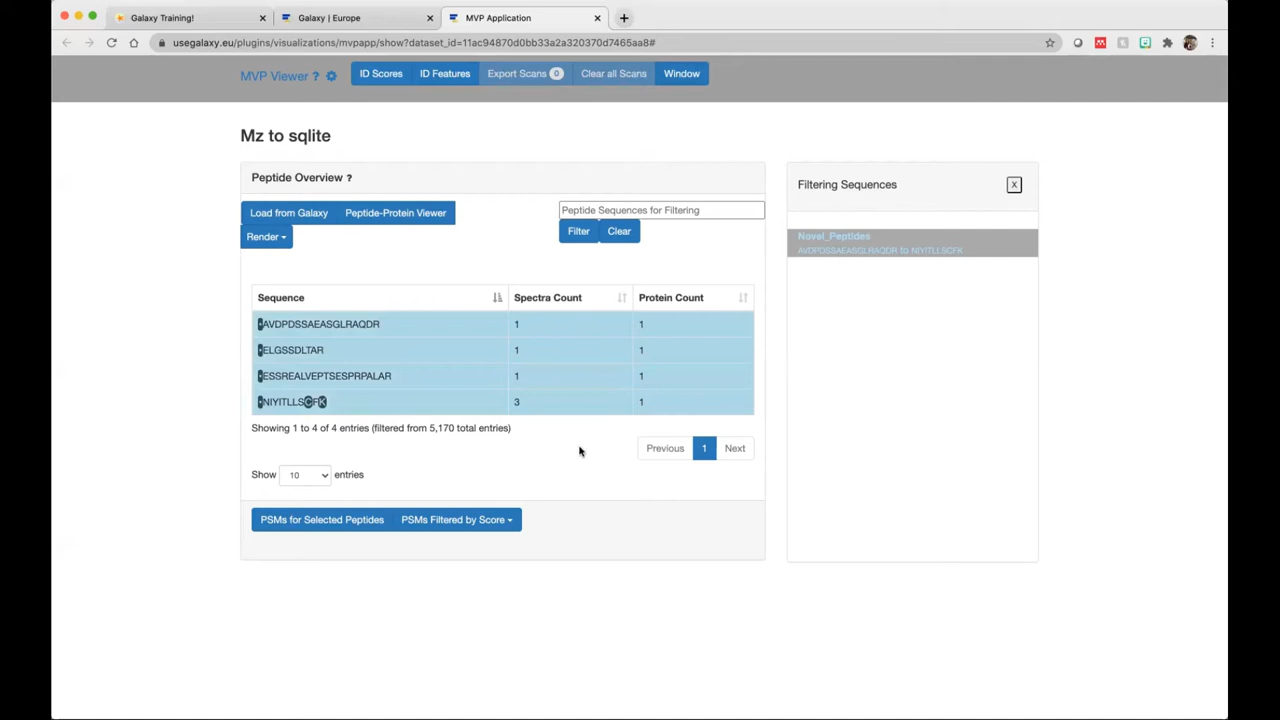 Galaxy Training!
Galaxy | Europe
MVP Application
usegalaxy.eu/plugins/visualizations/mvpapp/show?dataset_id=11ac94870d0bb33a2a320370d7465aa8#
MVP Viewer ? ID Scores ID Features Export Scans 0 Clear all Scans Window
Mz to sqlite
Peptide Overview ?
Load from Galaxy Peptide-Protein Viewer
Render
Peptide Sequences for Filtering
Filter Clear
Sequence Spectra Count Protein Count
AVDPDSSAEASGLRAQDR 1 1
ELGSSDLTAR 1 1
ESSREALVEPTSESPRPALAR 1 1
NIYITLLSCFK 3 1
Showing 1 to 4 of 4 entries (filtered from 5,170 total entries)
Previous 1 Next
Show 10 entries
PSMs for Selected Peptides PSMs Filtered by Score
Filtering Sequences X
Novel_Peptides
AVDPDSSAEASGLRAQDR to NIYITLLSCFK